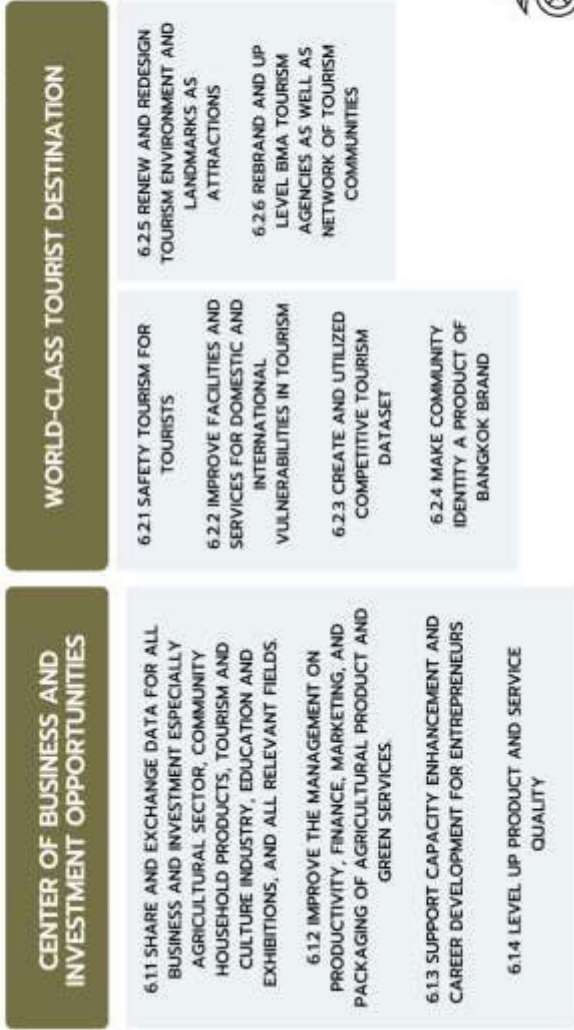 CENTER OF BUSINESS AND
INVESTMENT OPPORTUNITIES
6.1.1 SHARE AND EXCHANGE DATA FOR ALL
BUSINESS AND INVESTMENT ESPECIALLY
AGRICULTURAL SECTOR, COMMUNITY
HOUSEHOLD PRODUCTS, TOURISM AND
CULTURE INDUSTRY, EDUCATION AND
EXHIBITIONS, AND ALL RELEVANT FIELDS.
6.1.2 IMPROVE THE MANAGEMENT ON
PRODUCTIVITY, FINANCE, MARKETING, AND
PACKAGING OF AGRICULTURAL PRODUCT AND
GREEN SERVICES.
6.1.3 SUPPORT CAPACITY ENHANCEMENT AND
CAREER DEVELOPMENT FOR ENTREPRENEURS
6.1.4 LEVEL UP PRODUCT AND SERVICE
QUALITY
WORLD-CLASS TOURIST DESTINATION
6.2.1 SAFETY TOURISM FOR
TOURISTS
6.2.2 IMPROVE FACILITIES AND
SERVICES FOR DOMESTIC AND
INTERNATIONAL
VULNERABILITIES IN TOURISM
6.2.3 CREATE AND UTILIZED
COMPETITIVE TOURISM
DATASET
6.2.4 MAKE COMMUNITY
IDENTITY A PRODUCT OF
BANGKOK BRAND
6.2.5 RENEW AND REDESIGN
TOURISM ENVIRONMENT AND
LANDMARKS AS
ATTRACTIONS
6.2.6 REBRAND AND UP
LEVEL BMA TOURISM
AGENCIES AS WELL AS
NETWORK OF TOURISM
COMMUNITIES